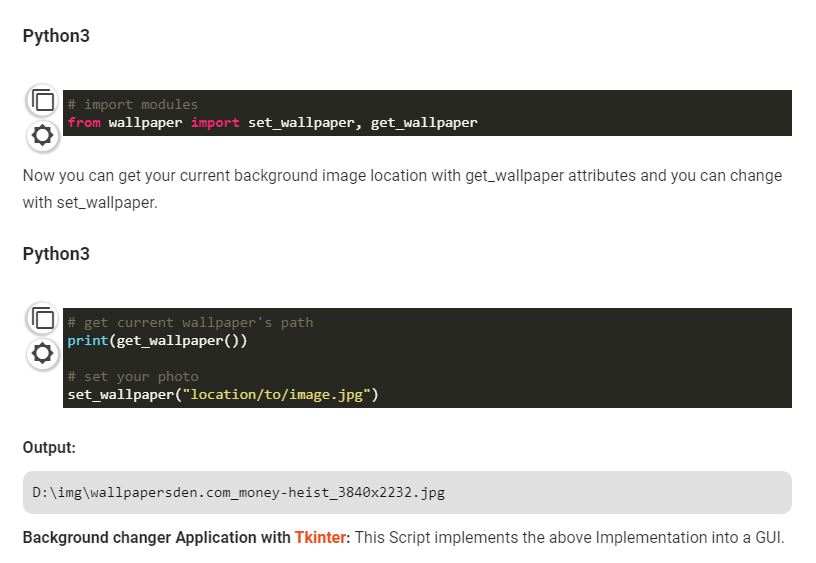 Python3
# import modules
from wallpaper import set_wallpaper, get_wallpaper
Now you can get your current background image location with get_wallpaper attributes and you can change
with set_wallpaper.
Python3
# get current wallpaper's path
print(get_wallpaper())
# set your photo
set_wallpaper("location/to/image.jpg")
Output:
D:\img\wallpapersden.com_money-heist_3840x2232.jpg
Background changer Application with Tkinter: This Script implements the above Implementation into a GUI.